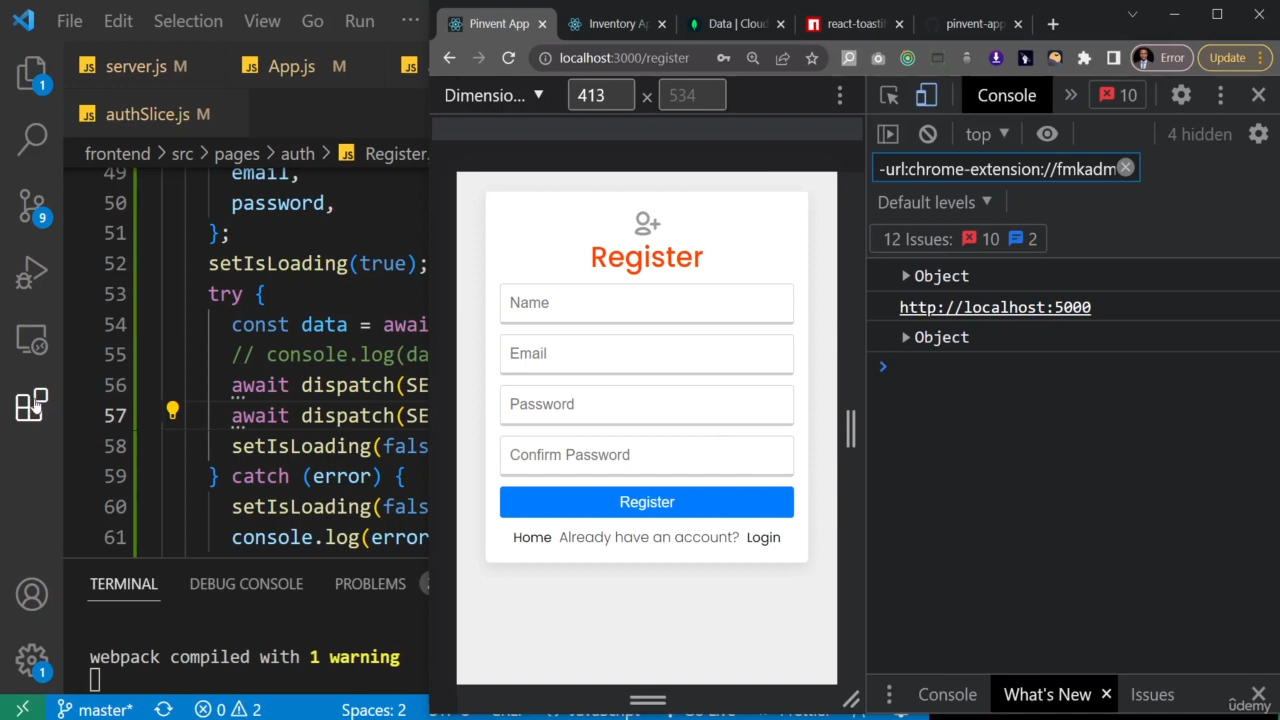 File Edit Selection View Go Run ···
server.js M App.js M
authSlice.js M
frontend > src > pages > auth > Register.
49 email,
50 password,
51 };
52 setIsLoading(true);
53 try {
54 const data = awai
55 // console.log(da
56 await dispatch(SE
57 await dispatch(SE
58 setIsLoading(fals
59 } catch (error) {
60 setIsLoading(fals
61 console.log(error
TERMINAL DEBUG CONSOLE PROBLEMS
webpack compiled with 1 warning
master* 0 2 Spaces: 2
1
9
1
Pinvent App Inventory Ap Data | Cloud react-toasti pinvent-app
localhost:3000/register Error Update
Dimensio... 413 × 534
Register
Name
Email
Password
Confirm Password
Register
Home Already have an account? Login
Console 10
top 4 hidden
-url:chrome-extension://fmkadm
Default levels
12 Issues: 10 2
Object
http://localhost:5000
Object
Console What's New Issues
udemy